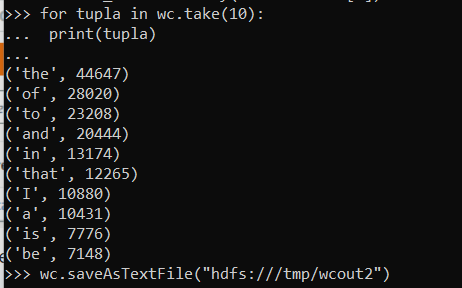 >>> for tupla in wc.take(10):
...  print(tupla)
...
('the', 44647)
('of', 28020)
('to', 23208)
('and', 20444)
('in', 13174)
('that', 12265)
('I', 10880)
('a', 10431)
('is', 7776)
('be', 7148)
>>> wc.saveAsTextFile("hdfs:///tmp/wcout2")